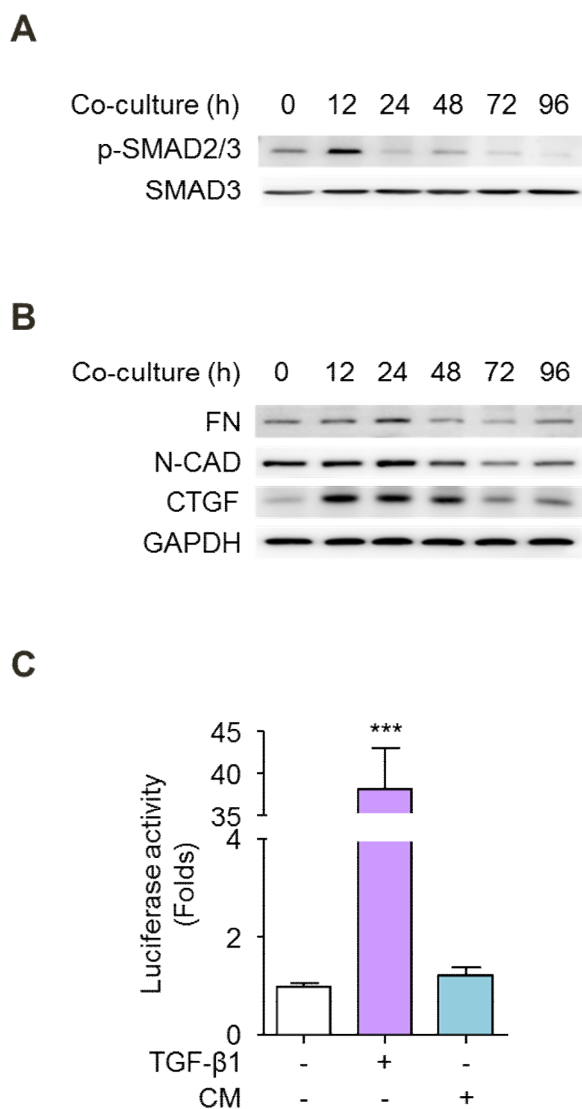 A
Co-culture (h) 0 12 24 48 72 96
p-SMAD2/3
SMAD3
B
Co-culture (h) 0 12 24 48 72 96
FN
N-CAD
CTGF
GAPDH
C
Luciferase activity
(Folds)
45
40
35
4
2
0
***
TGF-β1 - + -
CM - - +